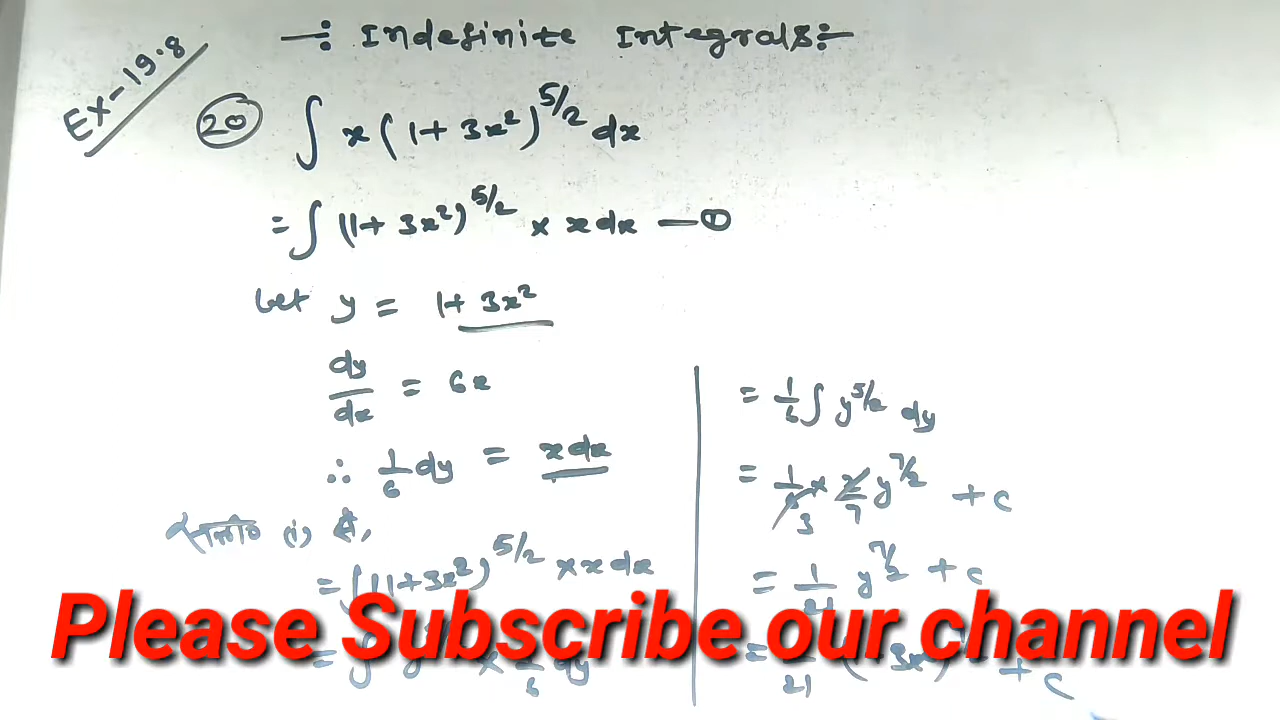 Indefinite Integrals
Ex-19.8
20 ∫ x(1+3x²)^5/2 dx
= ∫ (1+3x²)^5/2 × x dx — ①
Let y = 1+3x²
dy/dx = 6x
∴ 1/6 dy = x dx
(i) से,
= ∫ (1+3x²)^5/2 × x dx
= 1/6 ∫ y^5/2 dy
= 1/6 × 2/7 y^7/2 + c
3
= 1/21 y^7/2 + c
Please Subscribe our channel